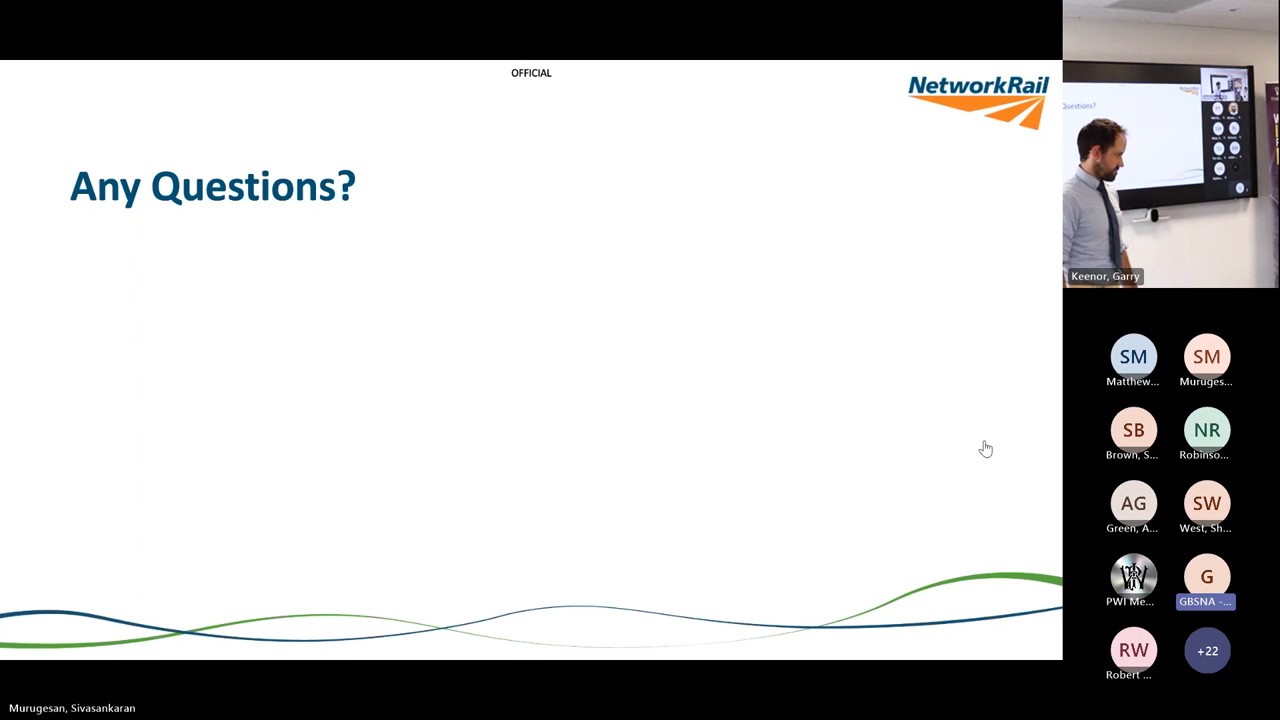 OFFICIAL
NetworkRail
Any Questions?
Questions?
Keenor, Garry
SM
Matthew...
SM
Muruges...
SB
Brown, S...
NR
Robinso...
AG
Green, A...
SW
West, Sh...
PWI Me...
G
GBSNA -...
RW
Robert ...
+22
Murugesan, Sivasankaran